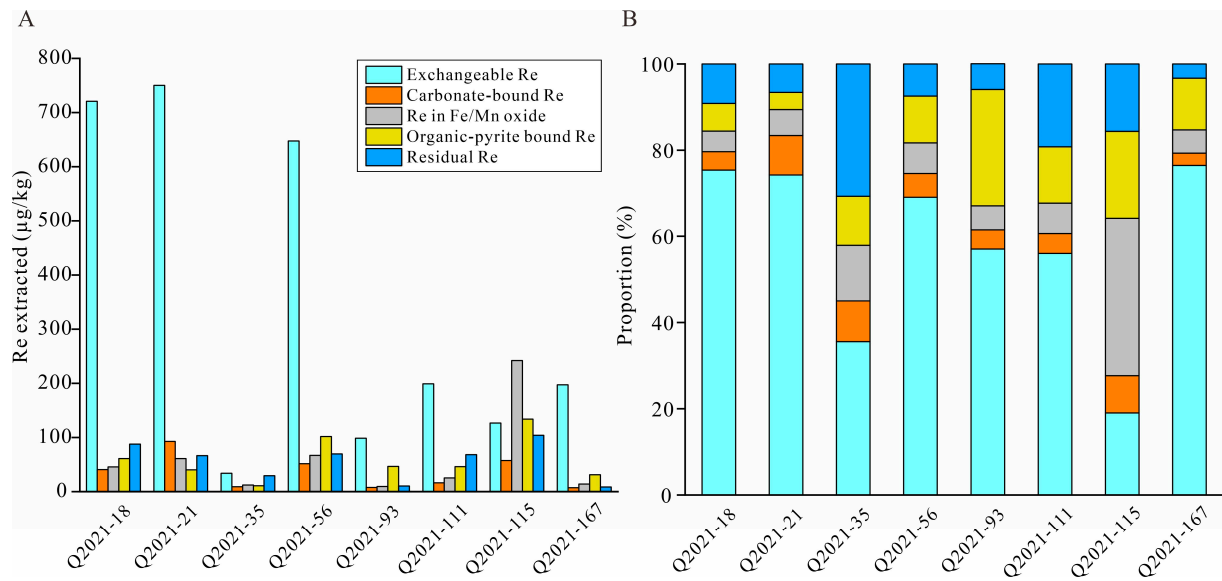 A
Re extracted (μg/kg)
800
700
600
500
400
300
200
100
0
Exchangeable Re
Carbonate-bound Re
Re in Fe/Mn oxide
Organic-pyrite bound Re
Residual Re
Q2021-18
Q2021-21
Q2021-35
Q2021-56
Q2021-93
Q2021-111
Q2021-115
Q2021-167
B
Proportion (%)
100
80
60
40
20
0
Q2021-18
Q2021-21
Q2021-35
Q2021-56
Q2021-93
Q2021-111
Q2021-115
Q2021-167